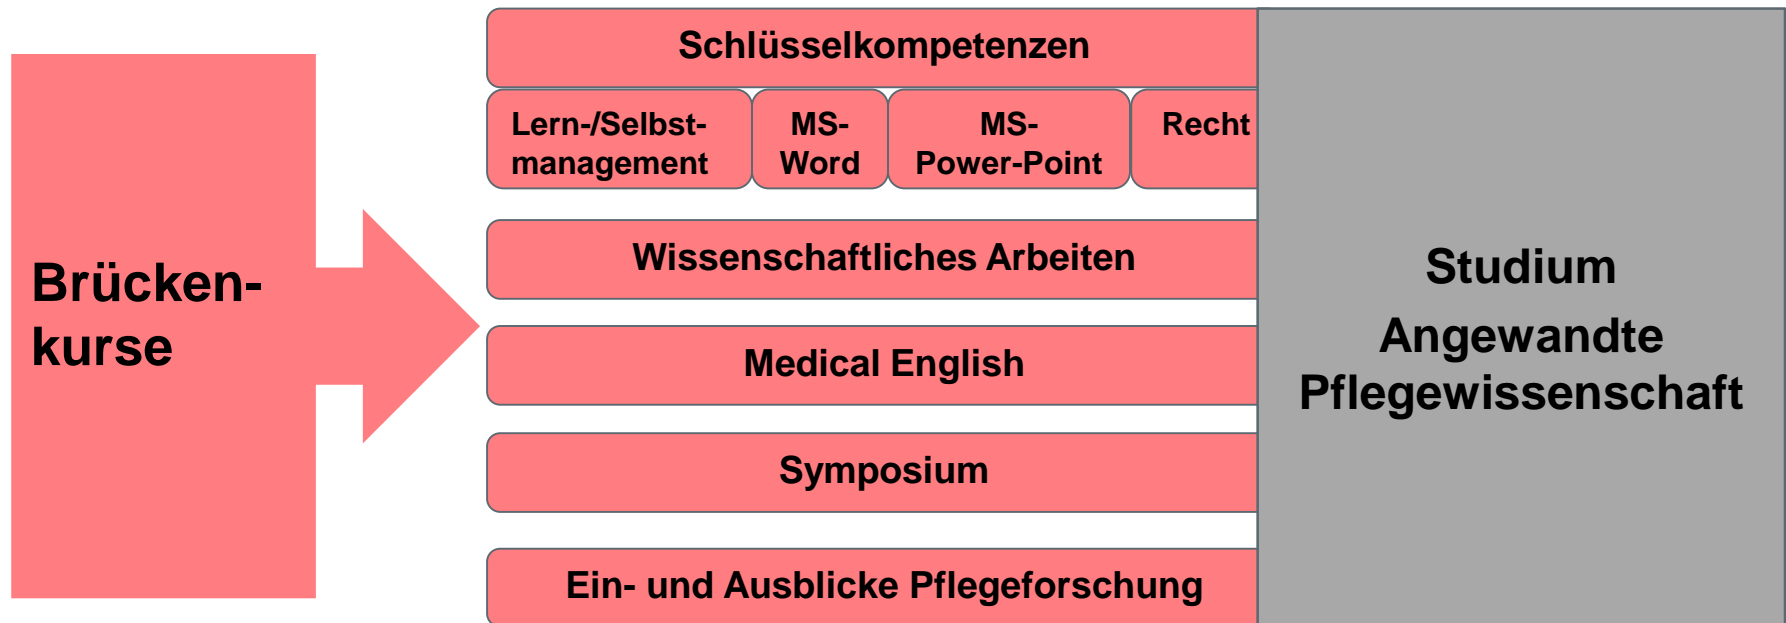 Brücken-
kurse
Schlüsselkompetenzen
Lern-/Selbst-
management
MS-
Word
MS-
Power-Point
Recht
Wissenschaftliches Arbeiten
Medical English
Symposium
Ein- und Ausblicke Pflegeforschung
Studium
Angewandte
Pflegewissenschaft